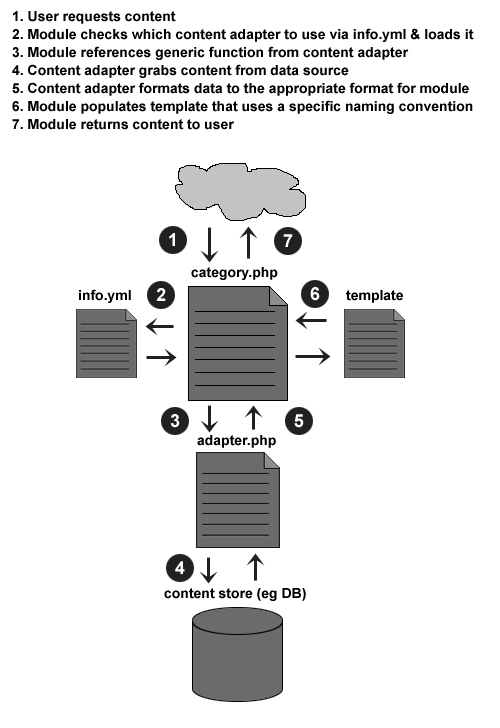 1. User requests content
2. Module checks which content adapter to use via info.yml & loads it
3. Module references generic function from content adapter
4. Content adapter grabs content from data source
5. Content adapter formats data to the appropriate format for module
6. Module populates template that uses a specific naming convention
7. Module returns content to user
1
7
category.php
info.yml
2
6
template
3
5
adapter.php
4
content store (eg DB)